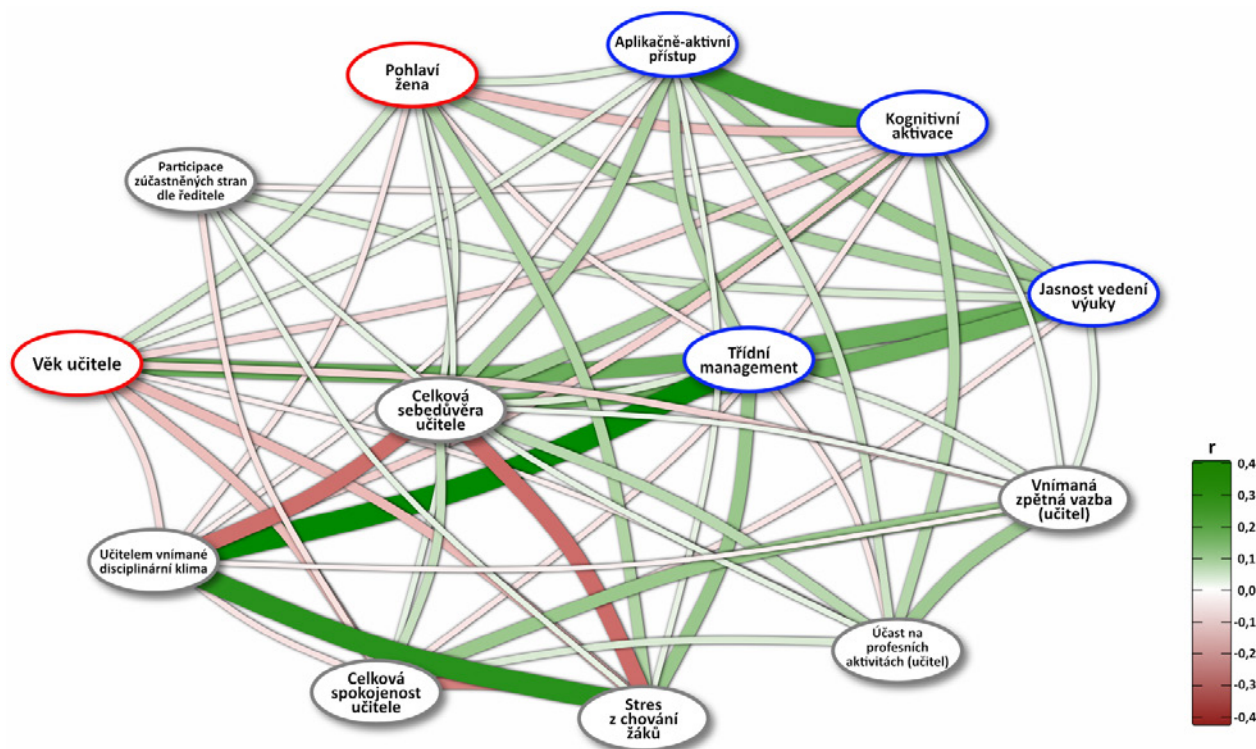 Aplikačně-aktivní
přístup
Pohlaví
žena
Kognitivní
aktivace
Participace
zúčastněných stran
dle ředitele
Jasnost vedení
výuky
Věk učitele
Třídní
management
Celková
sebedůvěra
učitele
Vnímaná
zpětná vazba
(učitel)
Učitelem vnímané
disciplinární klima
Účast na
profesních
aktivitách (učitel)
Celková
spokojenost
učitele
Stres
z chování
žáků
r
0,4
0,3
0,2
0,1
0,0
-0,1
-0,2
-0,3
-0,4